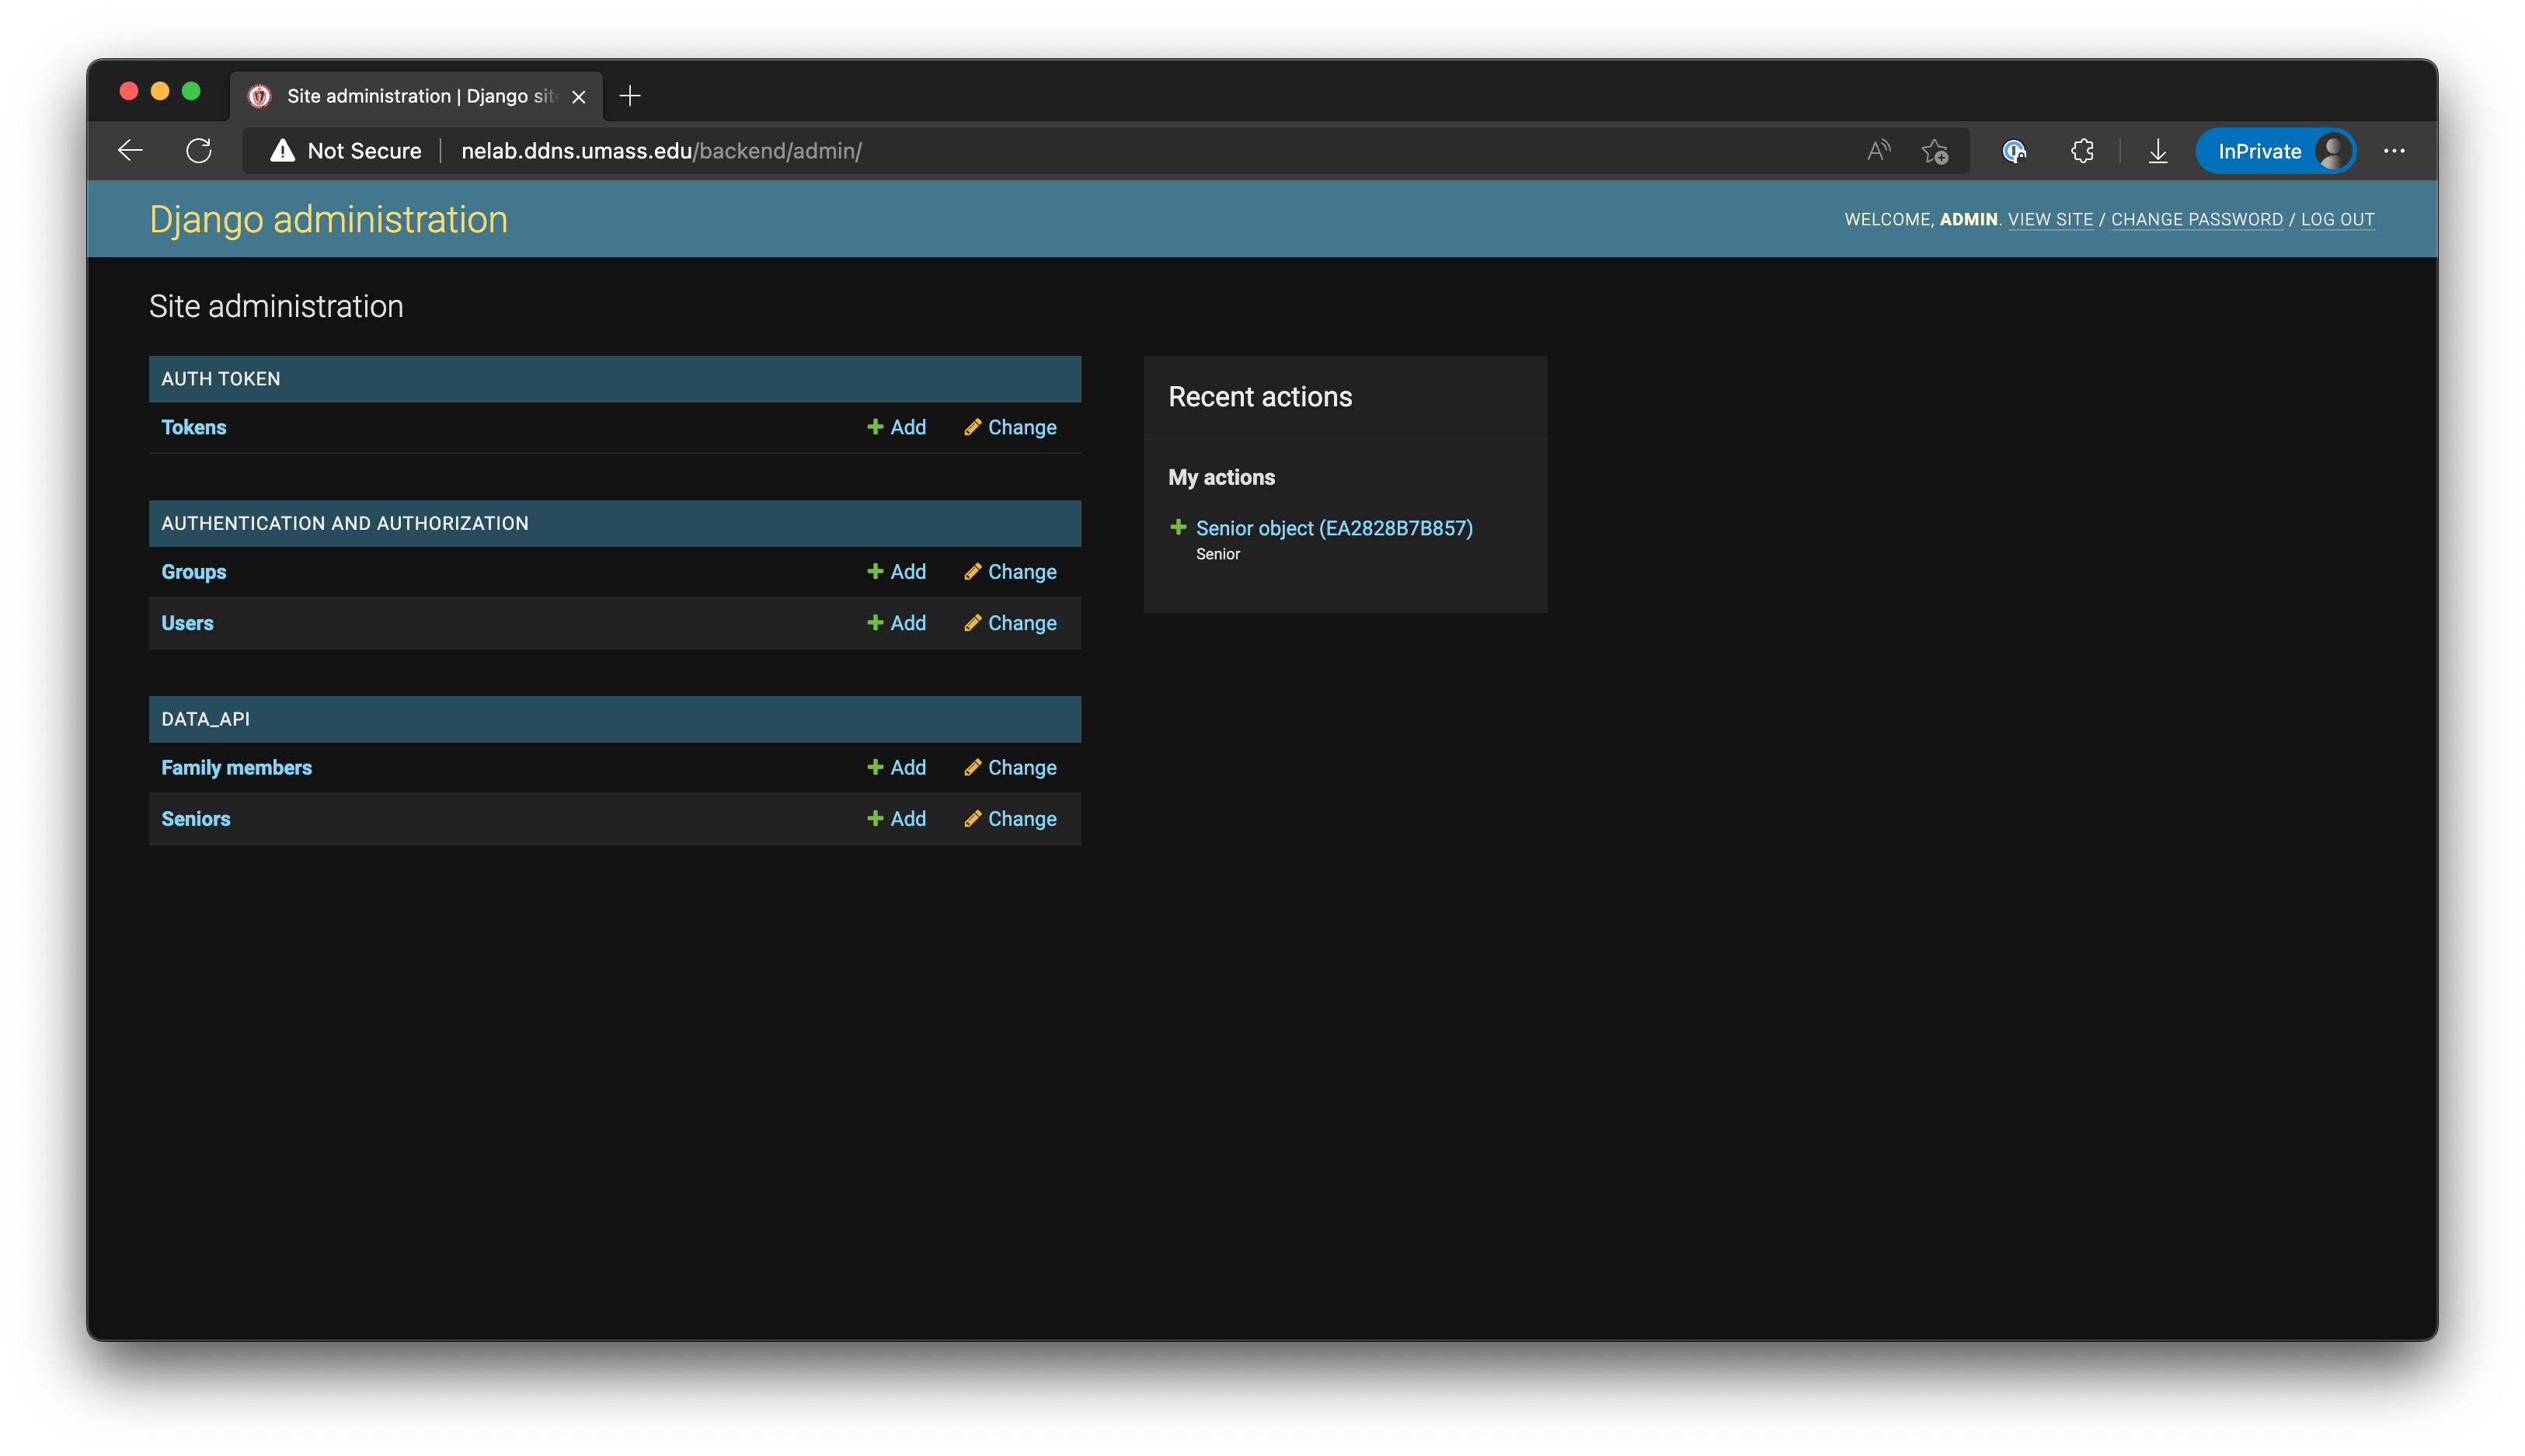 Site administration | Django sit
Not Secure nelab.ddns.umass.edu/backend/admin/ InPrivate
Django administration
WELCOME, ADMIN. VIEW SITE / CHANGE PASSWORD / LOG OUT
Site administration
AUTH TOKEN
Tokens Add Change
AUTHENTICATION AND AUTHORIZATION
Groups Add Change
Users Add Change
DATA_API
Family members Add Change
Seniors Add Change
Recent actions
My actions
Senior object (EA2828B7B857)
Senior